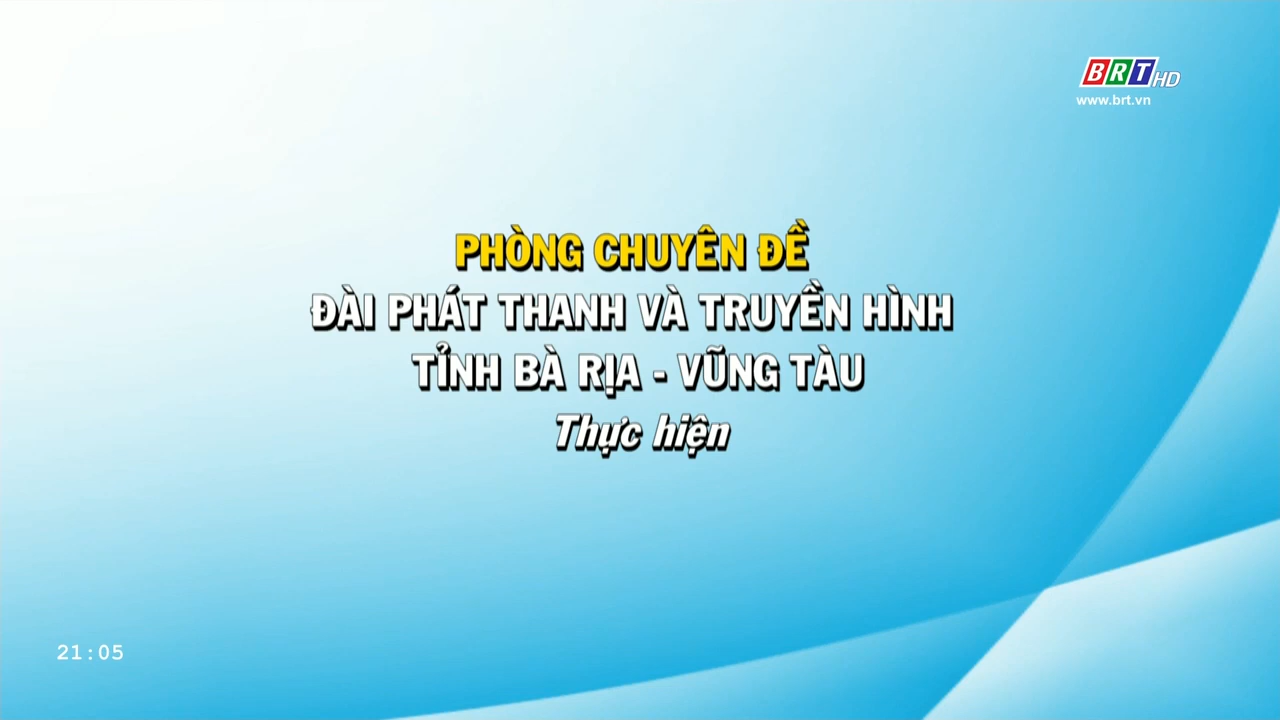 BRT HD
www.brt.vn
PHÒNG CHUYÊN ĐỀ
ĐÀI PHÁT THANH VÀ TRUYỀN HÌNH
TỈNH BÀ RỊA - VŨNG TÀU
Thực hiện
21:05